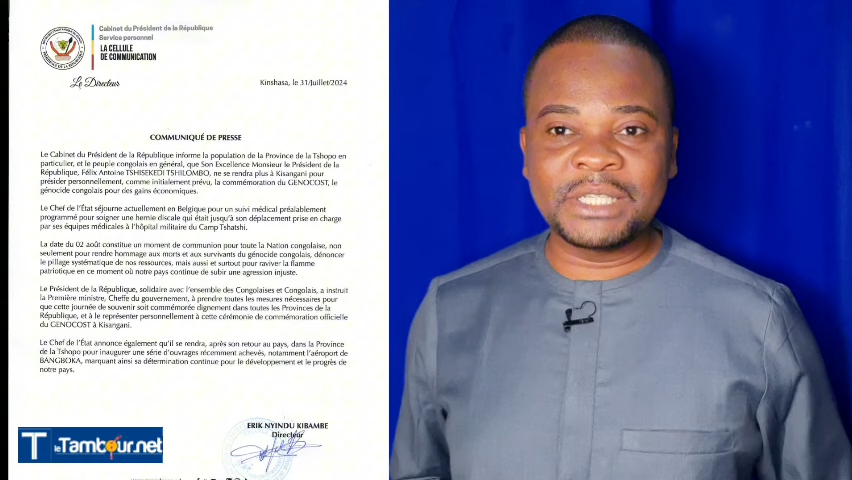 Cabinet du Président de la République
Service personnel
LA CELLULE
DE COMMUNICATION
Le Directeur
Kinshasa, le 31/Juillet/2024
COMMUNIQUÉ DE PRESSE
Le Cabinet du Président de la République informe la population de la Province de la Tshopo en
particulier, et le peuple congolais en général, que Son Excellence Monsieur le Président de la
République, Félix Antoine TSHISEKEDI TSHILOMBO, ne se rendra plus à Kisangani pour
présider personnellement, comme initialement prévu, la commémoration du GENOCOST, le
génocide congolais pour des gains économiques.
Le Chef de l'État séjourne actuellement en Belgique pour un suivi médical préalablement
programmé pour soigner une hernie discale qui était jusqu'à son déplacement prise en charge
par ses équipes médicales à l'hôpital militaire du Camp Tshatshi.
La date du 02 août constitue un moment de communion pour toute la Nation congolaise, non
seulement pour rendre hommage aux morts et aux survivants du génocide congolais, dénoncer
le pillage systématique de nos ressources, mais aussi et surtout pour raviver la flamme
patriotique en ce moment où notre pays continue de subir une agression injuste.
Le Président de la République, solidaire avec l'ensemble des Congolaises et Congolais, a instruit
la Première ministre, Cheffe du gouvernement, à prendre toutes les mesures nécessaires pour
que cette journée de souvenir soit commémorée dignement dans toutes les Provinces de la
République, et à le représenter personnellement à cette cérémonie de commémoration officielle
du GENOCOST à Kisangani.
Le Chef de l'État annonce également qu'il se rendra, après son retour au pays, dans la Province
de la Tshopo pour inaugurer une série d'ouvrages récemment achevés, notamment l'aéroport de
BANGBOKA, marquant ainsi sa détermination continue pour le développement et le progrès de
notre pays.
ERIK NYINDU KIBAMBE
Directeur
T leTambour.net